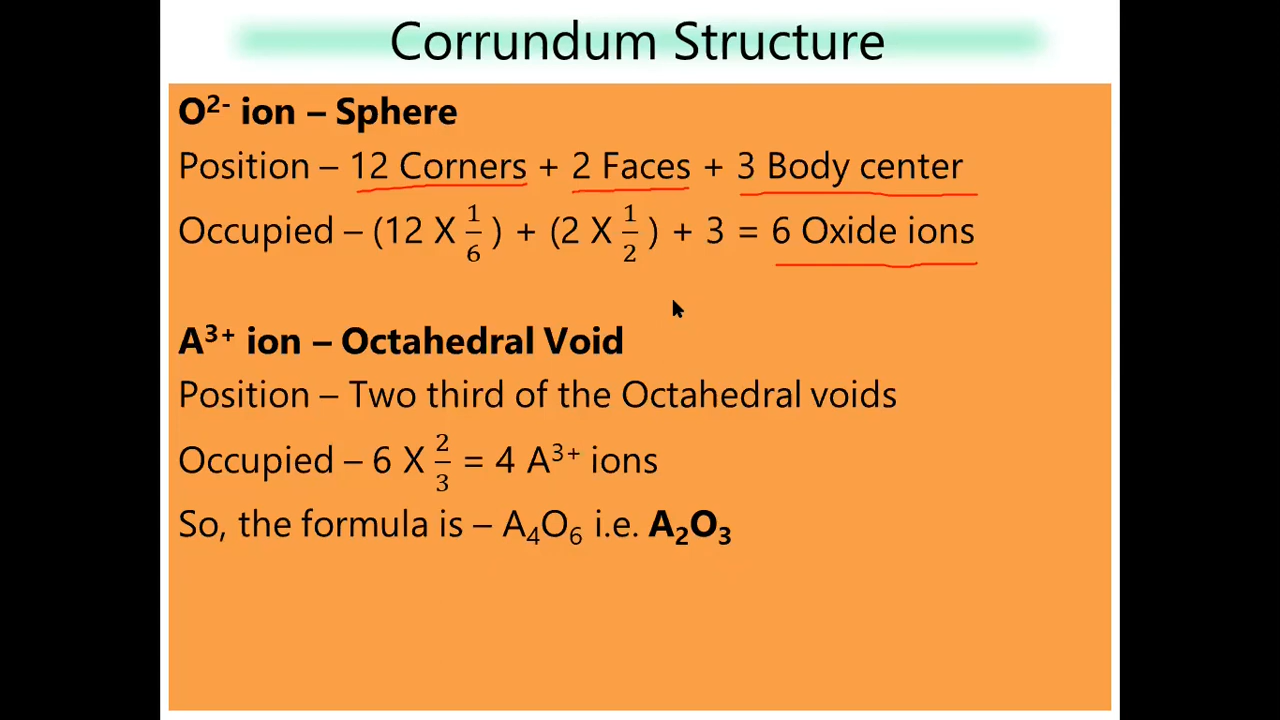 Corrundum Structure
O²⁻ ion – Sphere
Position – 12 Corners + 2 Faces + 3 Body center
Occupied – (12 X 1/6 ) + (2 X 1/2 ) + 3 = 6 Oxide ions
A³⁺ ion – Octahedral Void
Position – Two third of the Octahedral voids
Occupied – 6 X 2/3 = 4 A³⁺ ions
So, the formula is – A₄O₆ i.e. A₂O₃